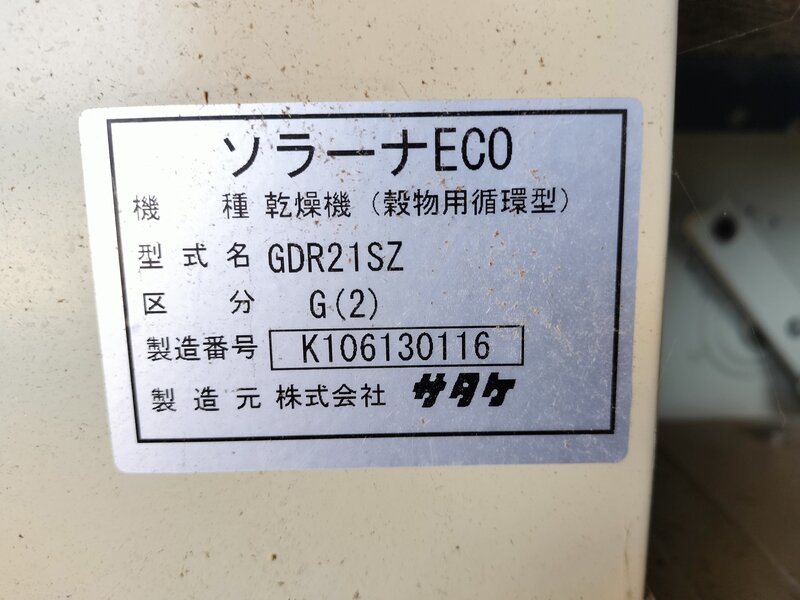 ソラーナECO
機種 乾燥機（穀物用循環型）
型式名 GDR21SZ
区分 G(2)
製造番号 K106130116
製造元 株式会社 サタケ